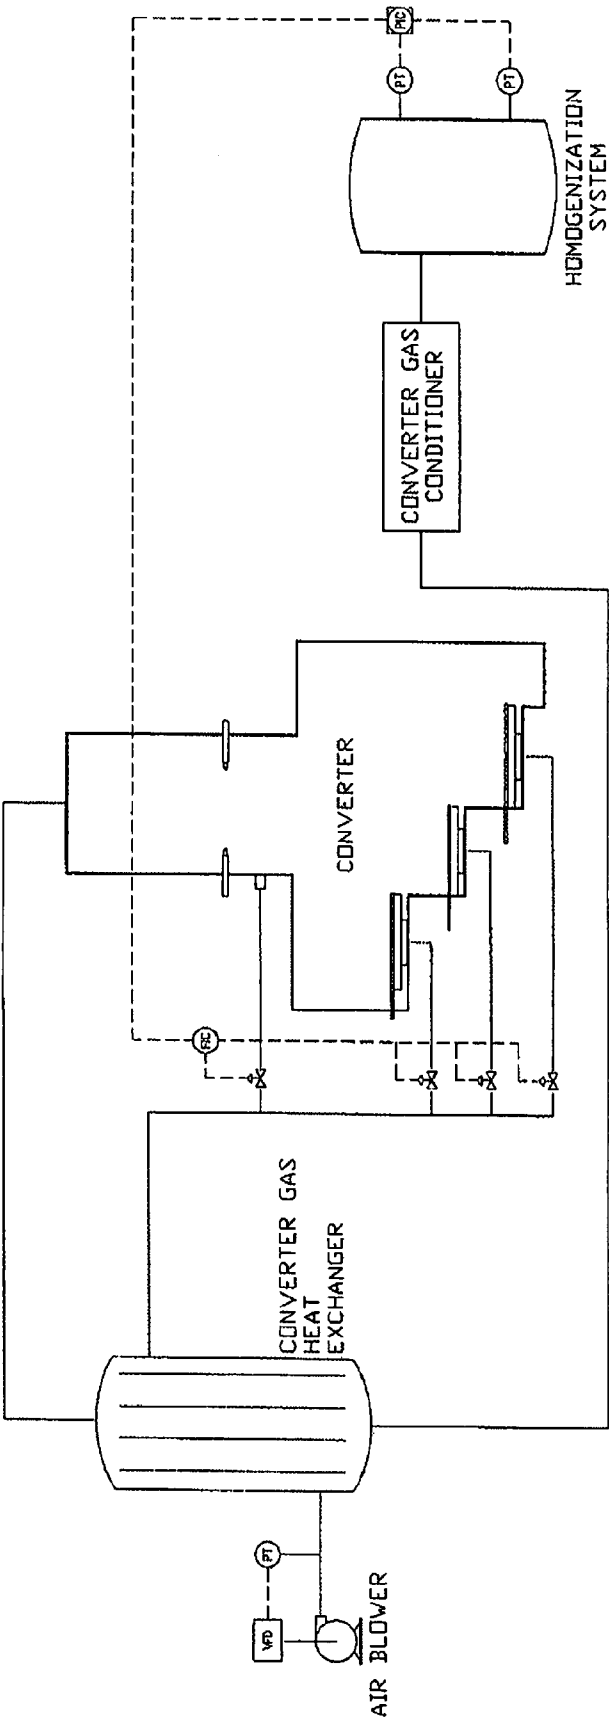 AIR BLOWER
VFD
PT
CONVERTER GAS
HEAT
EXCHANGER
FIC
CONVERTER
CONVERTER GAS
CONDITIONER
HOMOGENIZATION
SYSTEM
PT
PT
PIC